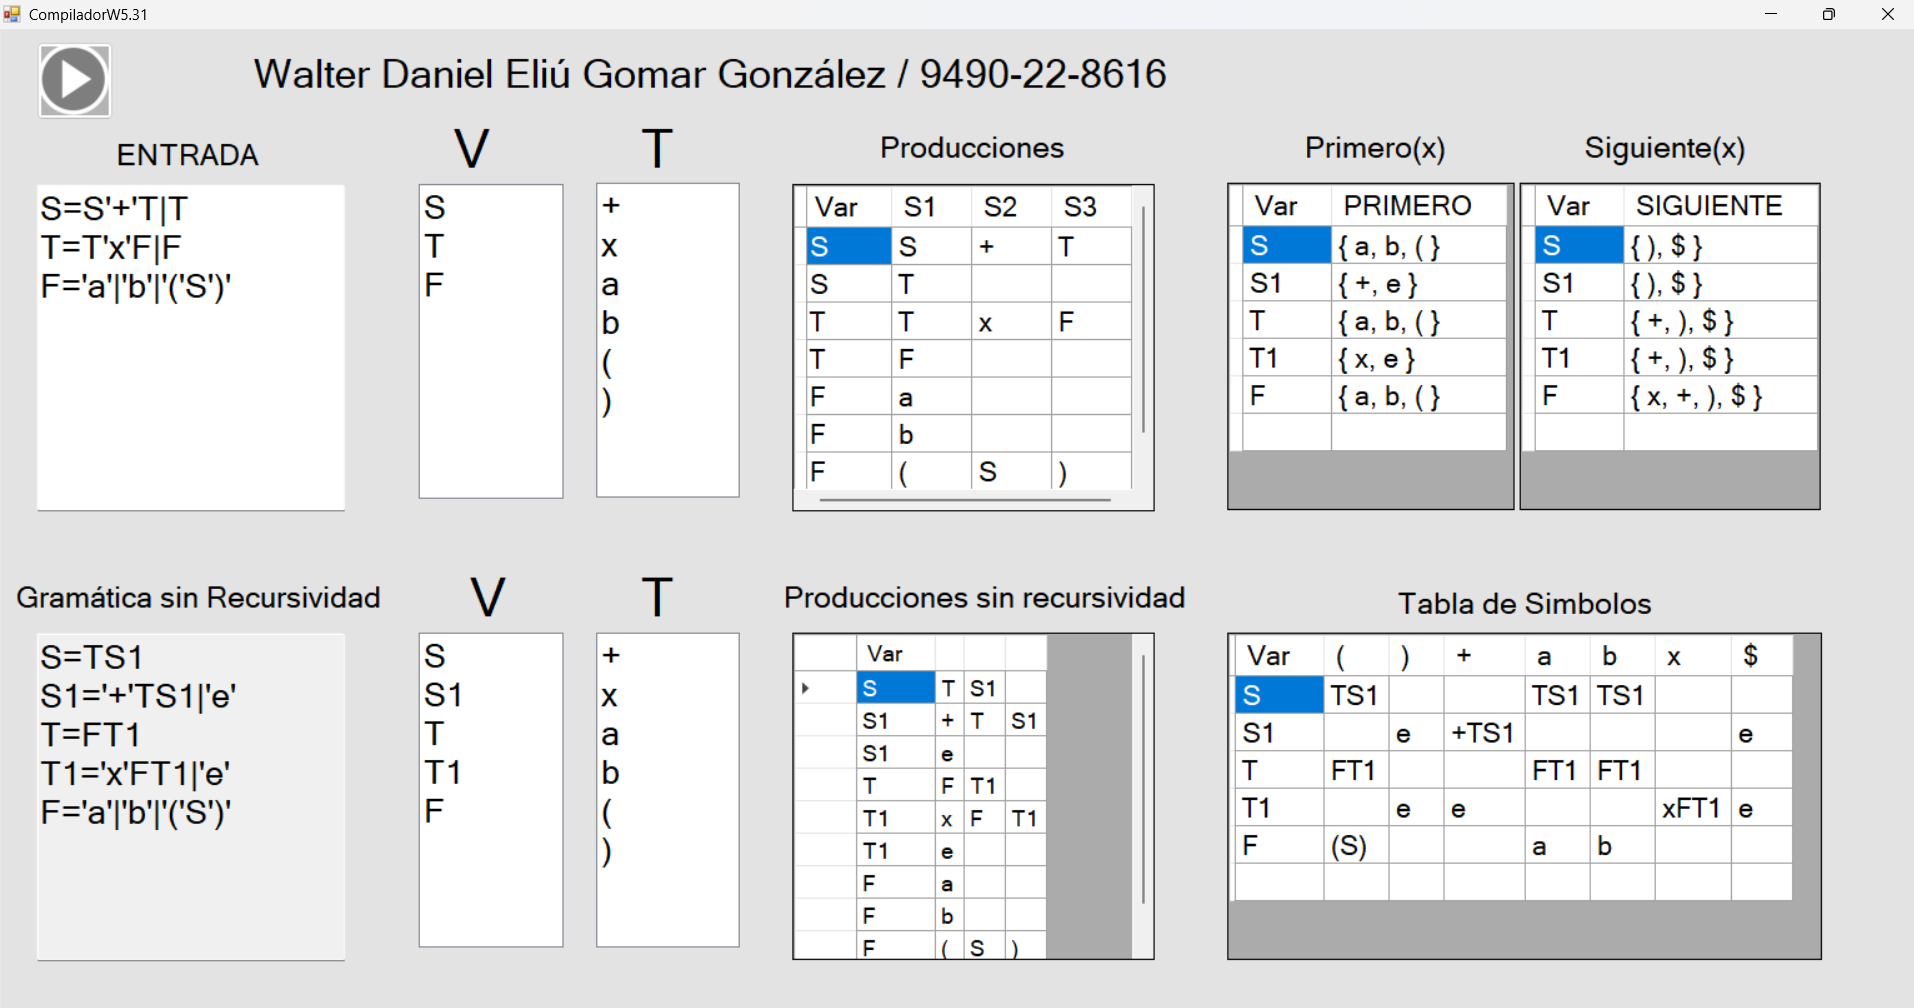 CompiladorW5.31
Walter Daniel Eliú Gomar González / 9490-22-8616
ENTRADA
S=S'+'T|T
T=T'x'F|F
F='a'|'b'|'('S')'
V
S
T
F
T
+
x
a
b
(
)
Producciones
Var S1 S2 S3
S S + T
S T
T T x F
T F
F a
F b
F ( S )
Primero(x)
Var PRIMERO
S { a, b, ( }
S1 { +, e }
T { a, b, ( }
T1 { x, e }
F { a, b, ( }
Siguiente(x)
Var SIGUIENTE
S { ), $ }
S1 { ), $ }
T { +, ), $ }
T1 { +, ), $ }
F { x, +, ), $ }
Gramática sin Recursividad
S=TS1
S1='+'TS1|'e'
T=FT1
T1='x'FT1|'e'
F='a'|'b'|'('S')'
V
S
S1
T
T1
F
T
+
x
a
b
(
)
Producciones sin recursividad
Var
S T S1
S1 + T S1
S1 e
T F T1
T1 x F T1
T1 e
F a
F b
F ( S )
Tabla de Simbolos
Var ( ) + a b x $
S TS1 TS1 TS1
S1 e +TS1 e
T FT1 FT1 FT1
T1 e e xFT1 e
F (S) a b